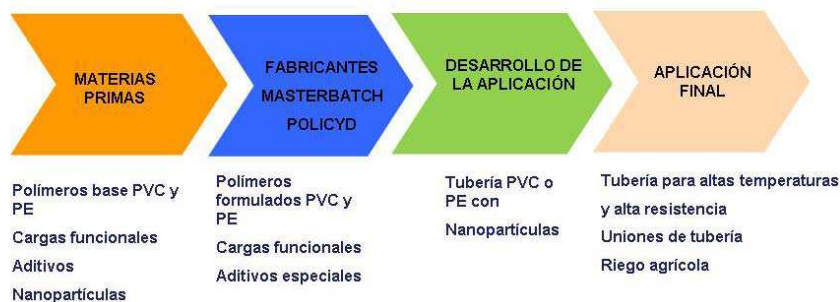 MATERIAS
PRIMAS
FABRICANTES
MASTERBATCH
POLICYD
DESARROLLO DE
LA APLICACIÓN
APLICACIÓN
FINAL
Polímeros base PVC y
PE
Cargas funcionales
Aditivos
Nanopartículas
Polímeros
formulados PVC y
PE
Cargas funcionales
Aditivos especiales
Tubería PVC o
PE con
Nanopartículas
Tubería para altas temperaturas
y alta resistencia
Uniones de tubería
Riego agrícola